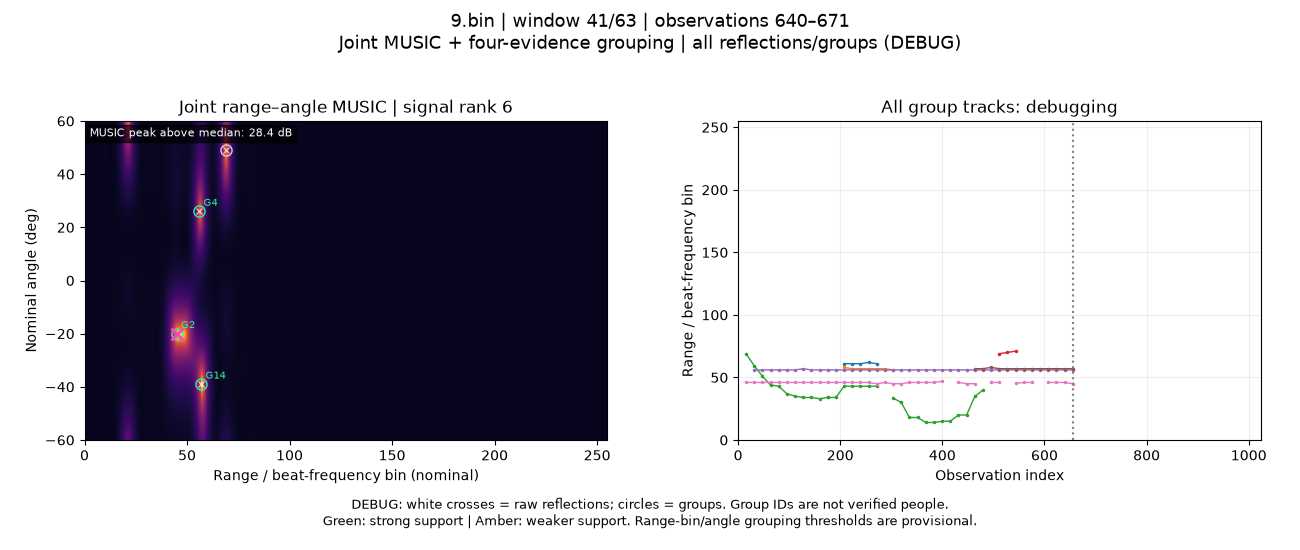 9.bin | window 41/63 | observations 640–671
Joint MUSIC + four-evidence grouping | all reflections/groups (DEBUG)
Joint range–angle MUSIC | signal rank 6
MUSIC peak above median: 28.4 dB
60
40
20
0
−20
−40
−60
Nominal angle (deg)
G4
G2
G14
0
50
100
150
200
250
Range / beat-frequency bin (nominal)
All group tracks: debugging
250
200
150
100
50
0
Range / beat-frequency bin
0
200
400
600
800
1000
Observation index
DEBUG: white crosses = raw reflections; circles = groups. Group IDs are not verified people.
Green: strong support | Amber: weaker support. Range-bin/angle grouping thresholds are provisional.